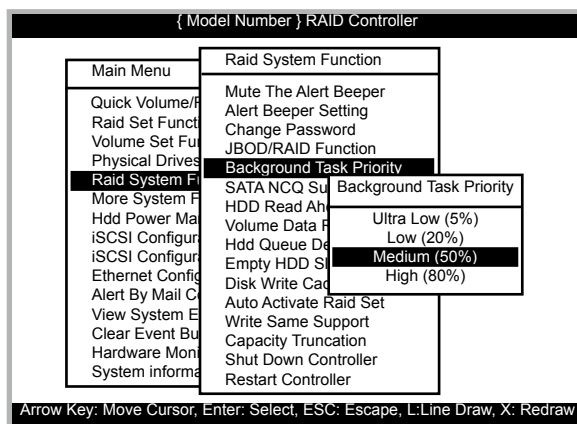 { Model Number } RAID Controller
Main Menu
Quick Volume/
Raid Set Funct
Volume Set Fu
Physical Drives
Raid System F
More System F
Hdd Power Ma
iSCSI Configur
iSCSI Configur
Ethernet Config
Alert By Mail C
View System E
Clear Event Bu
Hardware Moni
System informa
Raid System Function
Mute The Alert Beeper
Alert Beeper Setting
Change Password
JBOD/RAID Function
Background Task Priority
SATA NCQ Su
HDD Read Ah
Volume Data
Hdd Queue De
Empty HDD Sl
Disk Write Cac
Auto Activate Raid Set
Write Same Support
Capacity Truncation
Shut Down Controller
Restart Controller
Background Task Priority
Ultra Low (5%)
Low (20%)
Medium (50%)
High (80%)
Arrow Key: Move Cursor, Enter: Select, ESC: Escape, L:Line Draw, X: Redraw